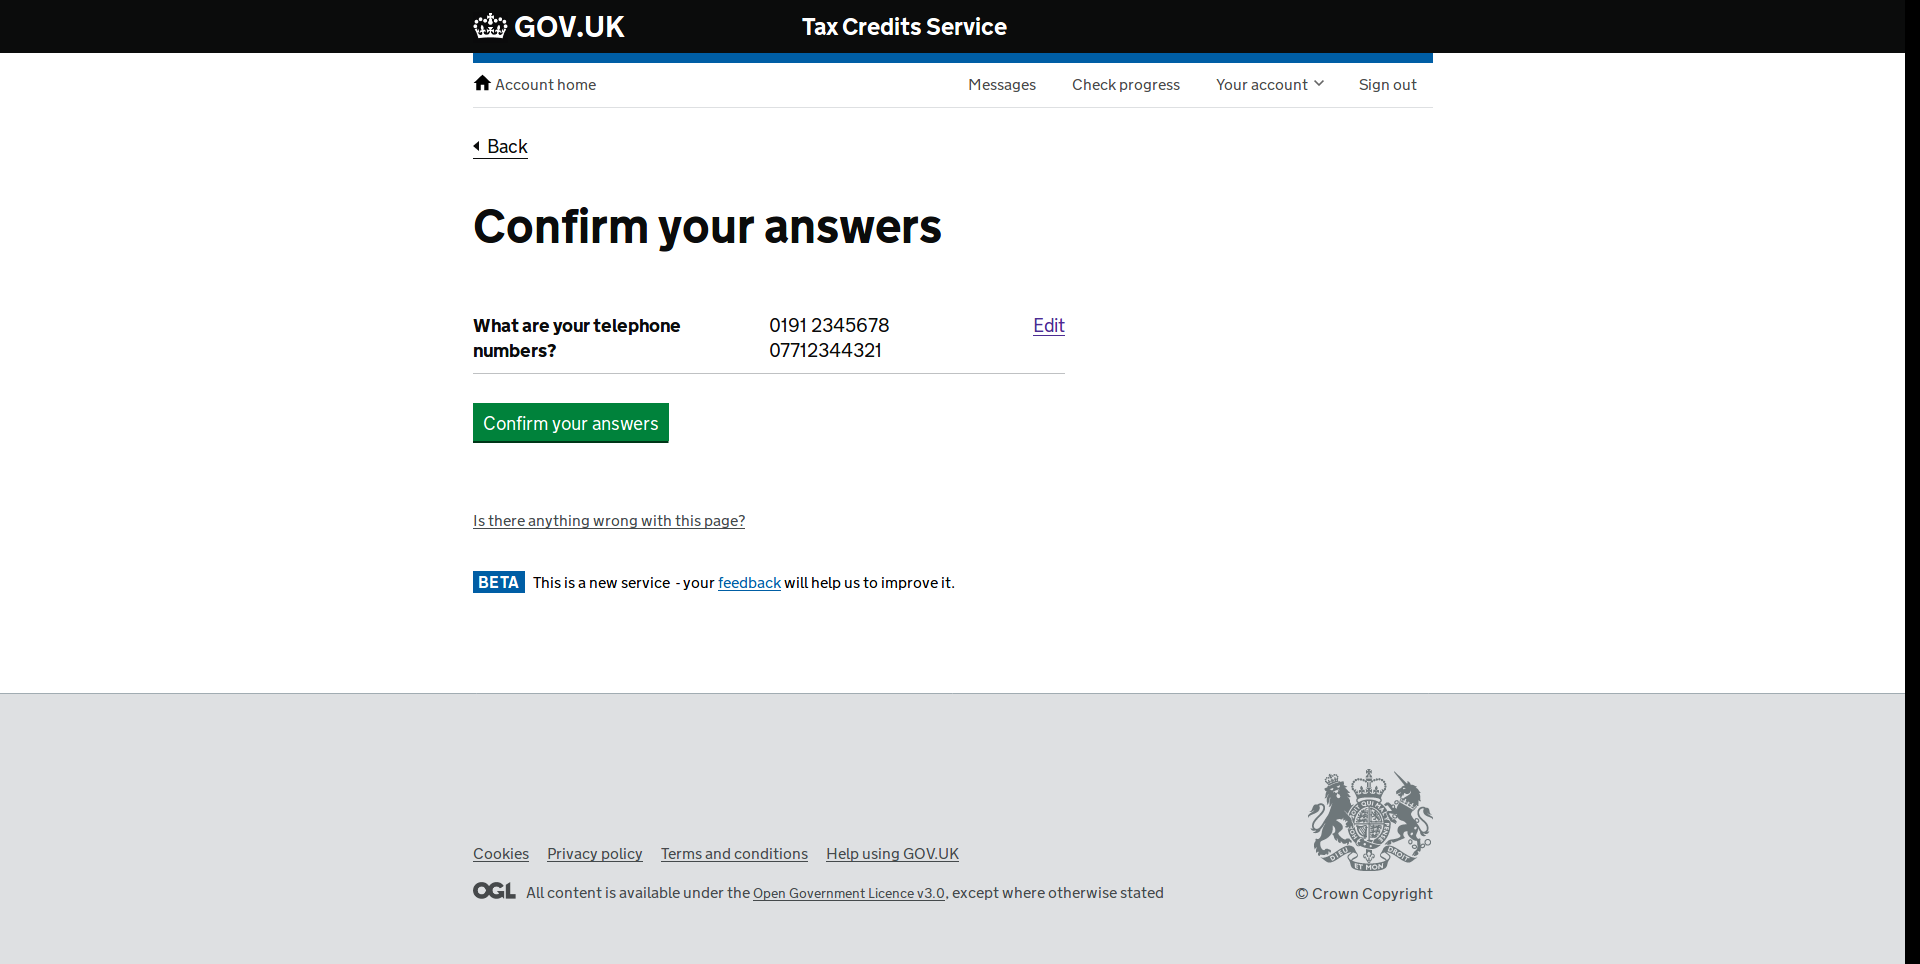 GOV.UK
Tax Credits Service
Account home
Messages
Check progress
Your account
Sign out
Back
Confirm your answers
What are your telephone numbers?
0191 2345678
07712344321
Edit
Confirm your answers
Is there anything wrong with this page?
BETA This is a new service - your feedback will help us to improve it.
Cookies Privacy policy Terms and conditions Help using GOV.UK
OGL All content is available under the Open Government Licence v3.0, except where otherwise stated
© Crown Copyright